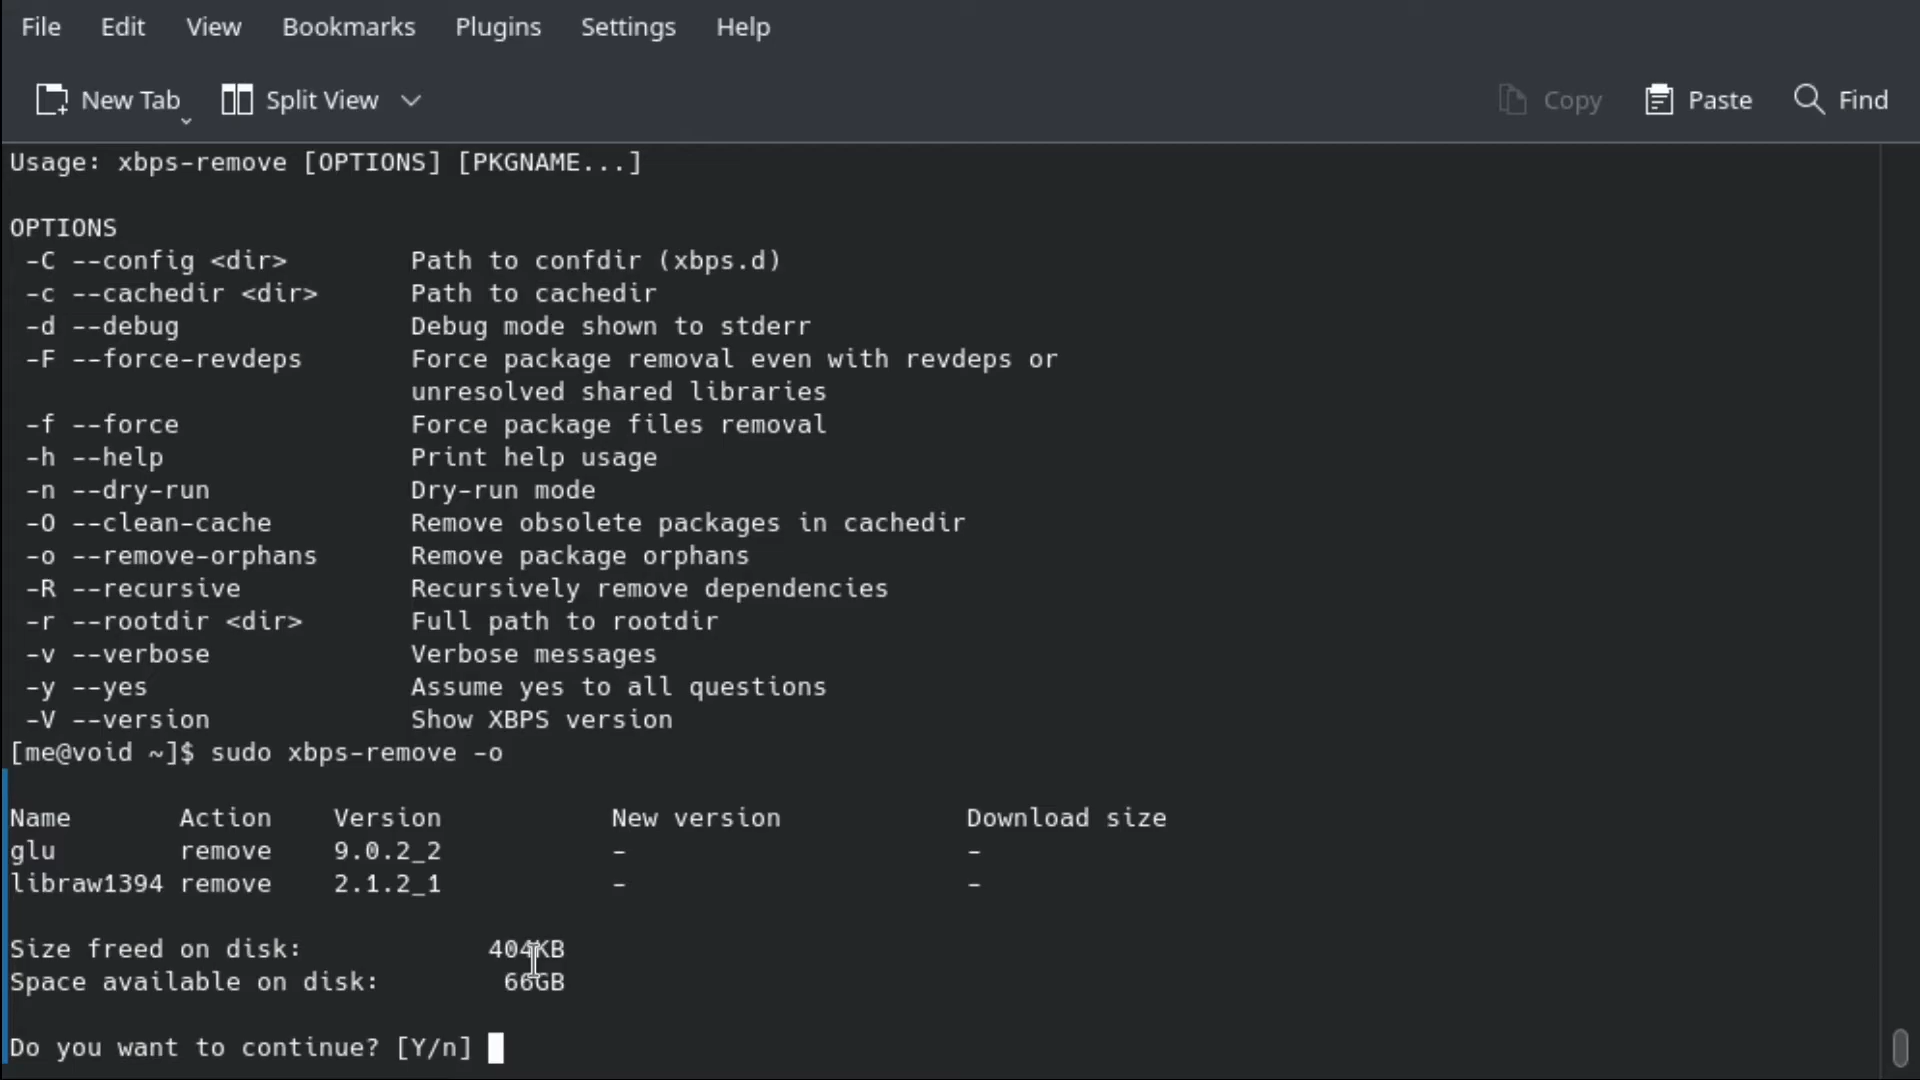 File Edit View Bookmarks Plugins Settings Help
New Tab Split View Copy Paste Find
Usage: xbps-remove [OPTIONS] [PKGNAME...]
OPTIONS
-C --config <dir> Path to confdir (xbps.d)
-c --cachedir <dir> Path to cachedir
-d --debug Debug mode shown to stderr
-F --force-revdeps Force package removal even with revdeps or
unresolved shared libraries
-f --force Force package files removal
-h --help Print help usage
-n --dry-run Dry-run mode
-O --clean-cache Remove obsolete packages in cachedir
-o --remove-orphans Remove package orphans
-R --recursive Recursively remove dependencies
-r --rootdir <dir> Full path to rootdir
-v --verbose Verbose messages
-y --yes Assume yes to all questions
-V --version Show XBPS version
[me@void ~]$ sudo xbps-remove -o
Name Action Version New version Download size
glu remove 9.0.2_2 - -
libraw1394 remove 2.1.2_1 - -
Size freed on disk: 404KB
Space available on disk: 66GB
Do you want to continue? [Y/n]